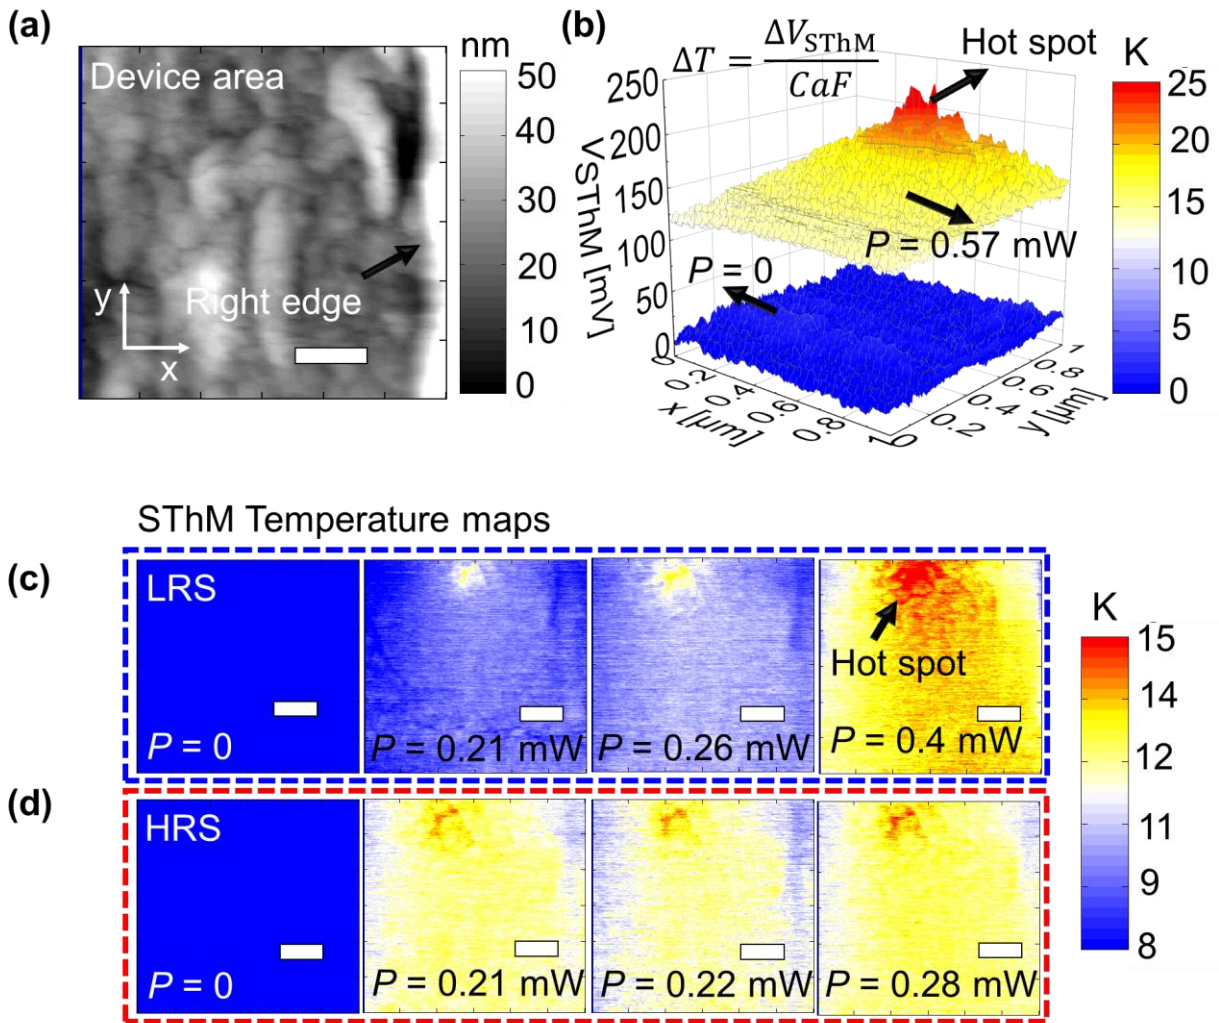 (a)
Device area
Right edge
y
x
nm
50
40
30
20
10
0
(b)
ΔT = ΔV_SThM / CaF
Hot spot
P = 0.57 mW
P = 0
VSThM [mV]
250
200
150
100
50
0
0
0.2
0.4
0.6
0.8
1
x [μm]
0
0.2
0.4
0.6
0.8
1
y [μm]
K
25
20
15
10
5
0
SThM Temperature maps
(c)
LRS
P = 0
P = 0.21 mW
P = 0.26 mW
Hot spot
P = 0.4 mW
(d)
HRS
P = 0
P = 0.21 mW
P = 0.22 mW
P = 0.28 mW
K
15
14
12
11
9
8